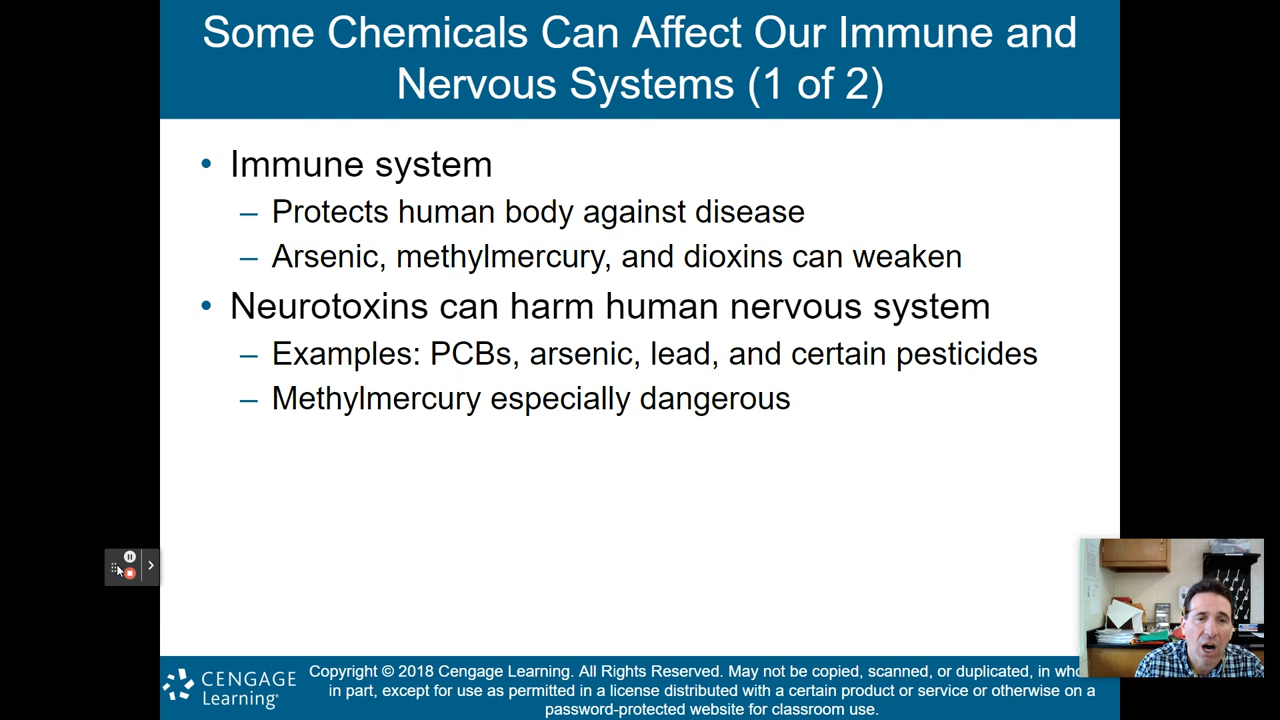 Some Chemicals Can Affect Our Immune and
Nervous Systems (1 of 2)
• Immune system
– Protects human body against disease
– Arsenic, methylmercury, and dioxins can weaken
• Neurotoxins can harm human nervous system
– Examples: PCBs, arsenic, lead, and certain pesticides
– Methylmercury especially dangerous
CENGAGE
Learning®
Copyright © 2018 Cengage Learning. All Rights Reserved. May not be copied, scanned, or duplicated, in
in part, except for use as permitted in a license distributed with a certain product or service or otherwise on a
password-protected website for classroom use.